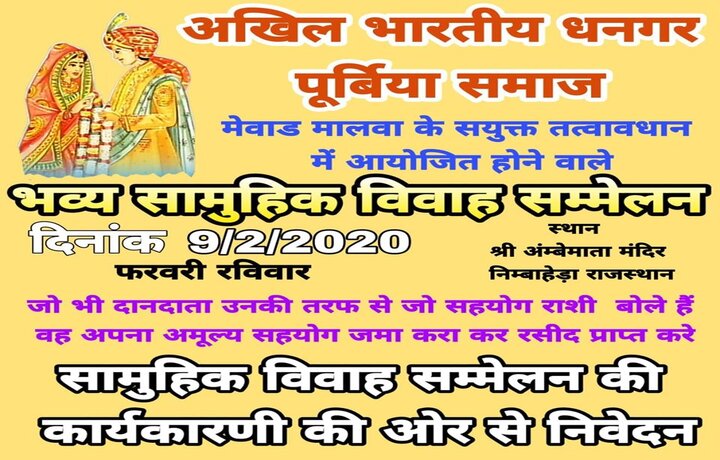 अखिल भारतीय धनगर
पूर्बिया समाज
मेवाड मालवा के सयुक्त तत्वावधान
में आयोजित होने वाले
भव्य सामुहिक विवाह सम्मेलन
दिनांक 9/2/2020
फरवरी रविवार
स्थान
श्री अंम्बेमाता मंदिर
निम्बाहेड़ा राजस्थान
जो भी दानदाता उनकी तरफ से जो सहयोग राशी बोले हैं
वह अपना अमूल्य सहयोग जमा करा कर रसीद प्राप्त करे
सामुहिक विवाह सम्मेलन की
कार्यकारणी की ओर से निवेदन